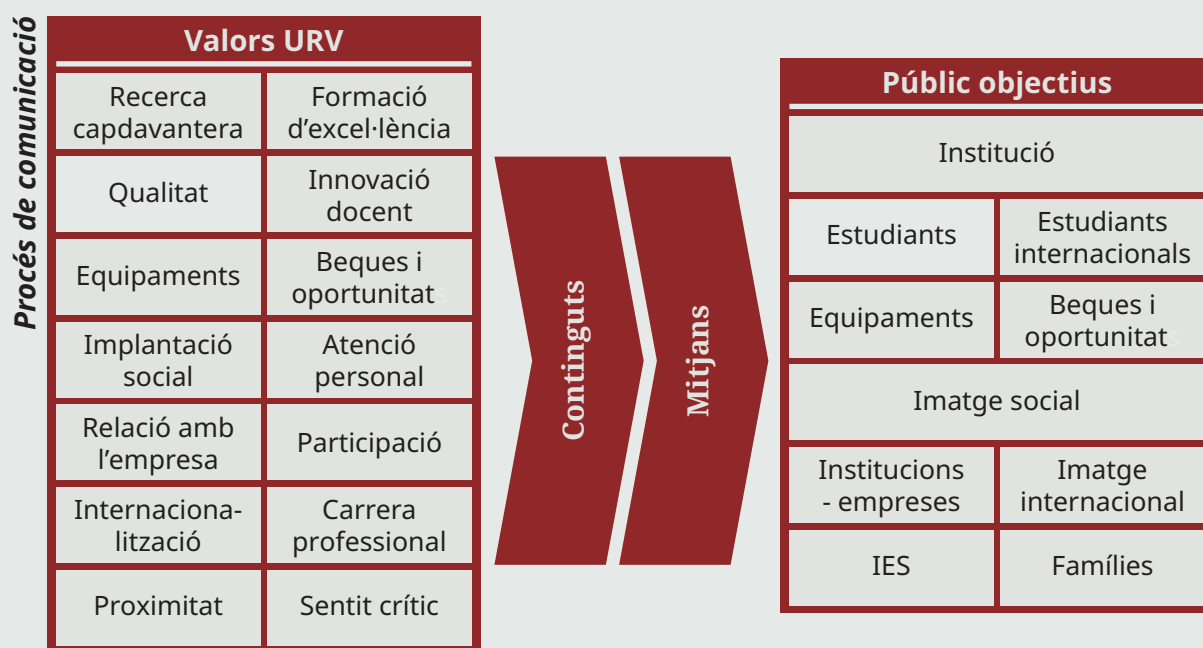 Procés de comunicació
Valors URV
Recerca
capdavantera
Formació
d’excel·lència
Qualitat
Innovació
docent
Equipaments
Beques i
oportunitats
Implantació
social
Atenció
personal
Relació amb
l’empresa
Participació
Internaciona-
lització
Carrera
professional
Proximitat
Sentit crític
Continguts
Mitjans
Públic objectius
Institució
Estudiants
Estudiants
internacionals
Equipaments
Beques i
oportunitats
Imatge social
Institucions
- empreses
Imatge
internacional
IES
Famílies